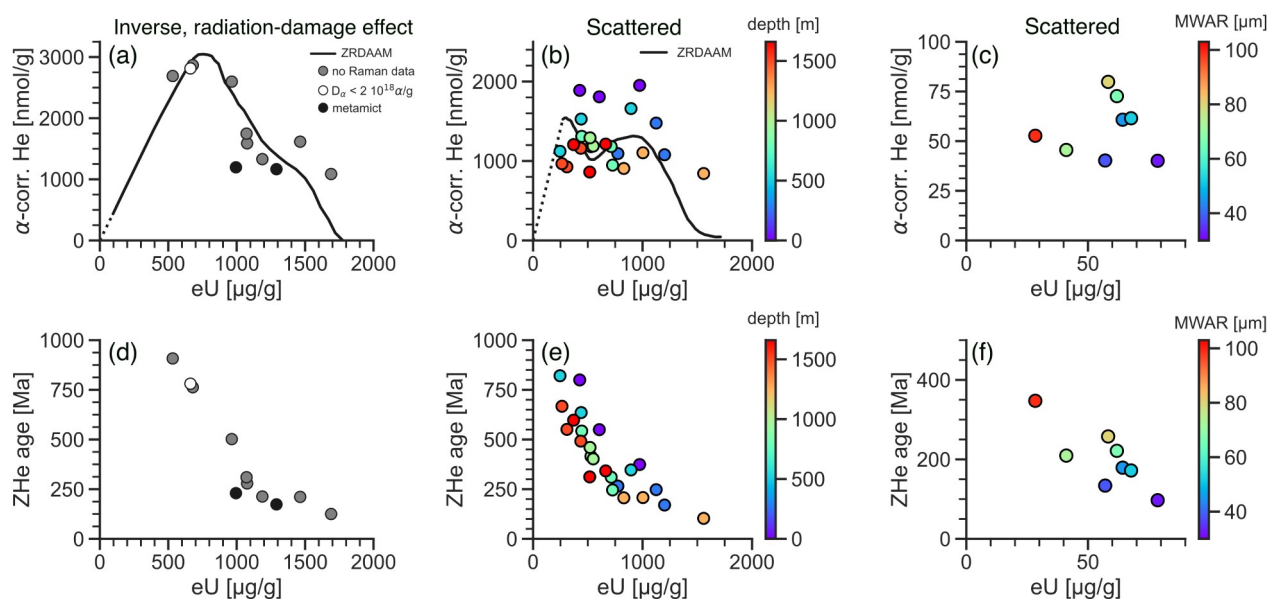 Inverse, radiation-damage effect
(a)
ZRDAAM
no Raman data
Dα < 2 10^18 α/g
metamict
α-corr. He [nmol/g]
3000
2000
1000
0
0 500 1000 1500 2000
eU [µg/g]
Scattered
(b)
ZRDAAM
α-corr. He [nmol/g]
2000
1000
0
0 1000 2000
eU [µg/g]
depth [m]
1500
1000
500
0
Scattered
(c)
α-corr. He [nmol/g]
100
75
50
25
0
0 50
eU [µg/g]
MWAR [µm]
100
80
60
40
(d)
ZHe age [Ma]
1000
750
500
250
0
0 500 1000 1500 2000
eU [µg/g]
(e)
ZHe age [Ma]
1000
750
500
250
0
0 1000 2000
eU [µg/g]
depth [m]
1500
1000
500
0
(f)
ZHe age [Ma]
400
200
0
0 50
eU [µg/g]
MWAR [µm]
100
80
60
40